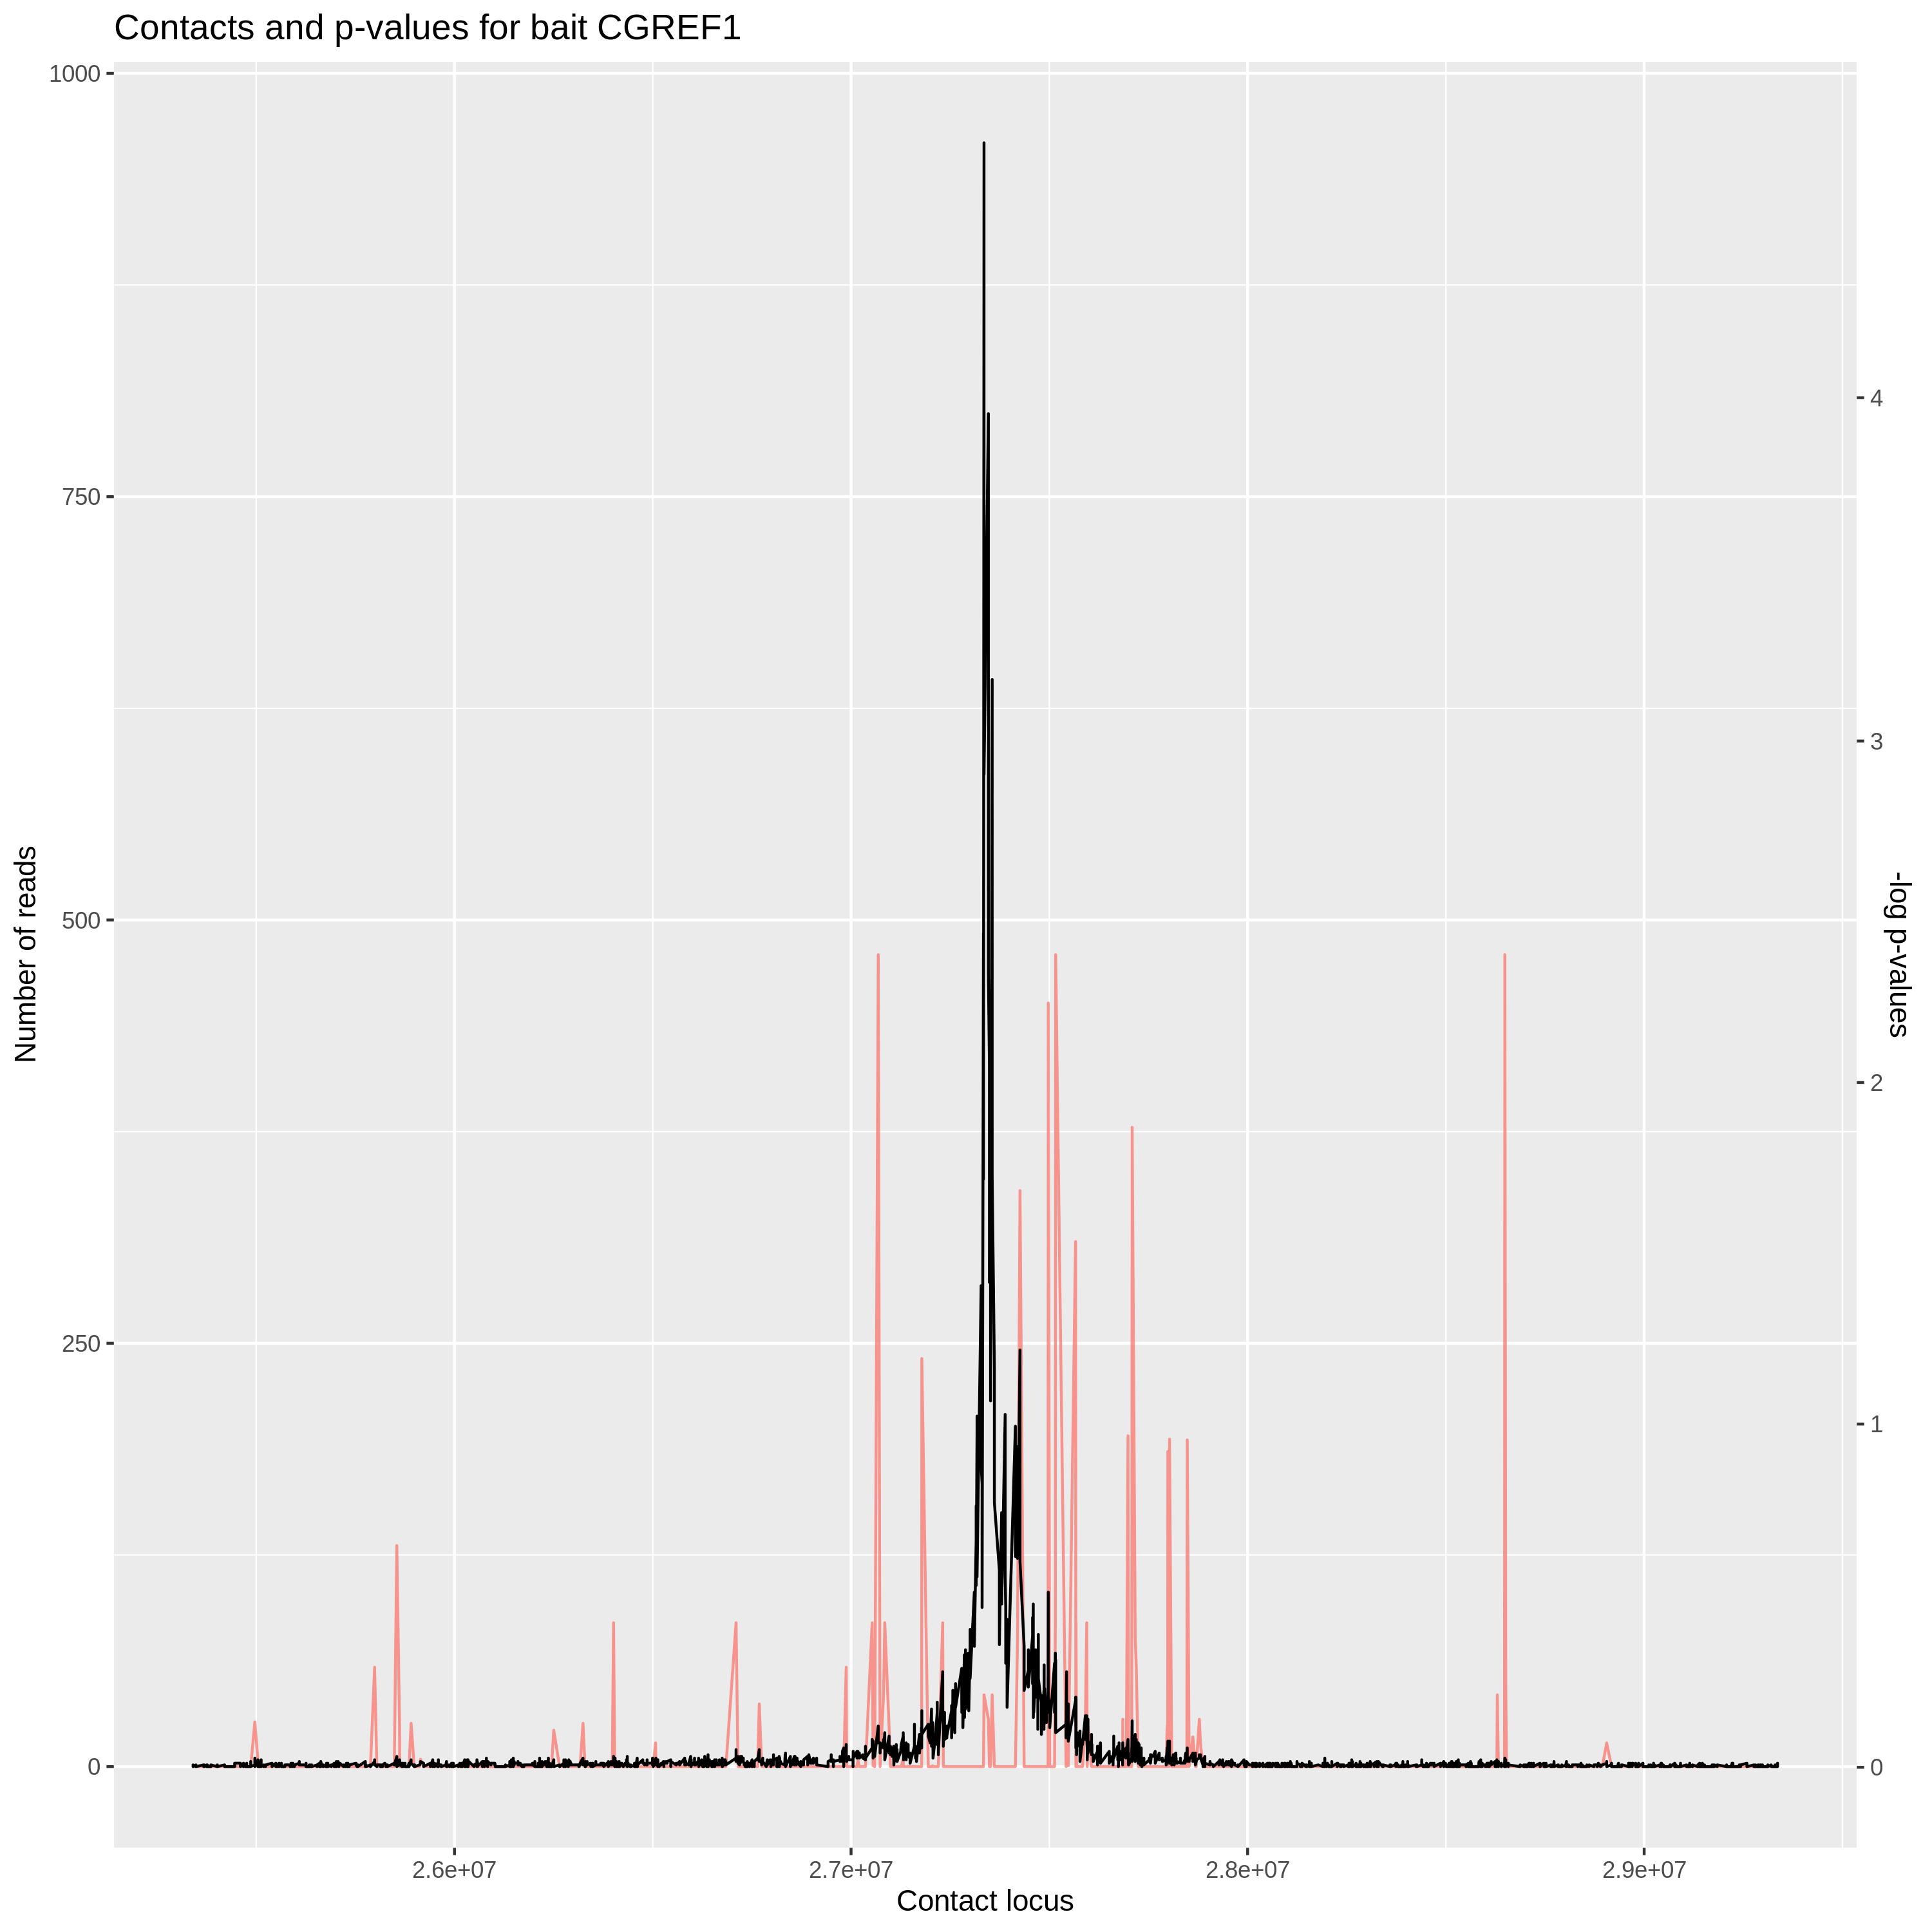 Contacts and p-values for bait CGREF1
1000
750
500
250
0
Number of reads
4
3
2
1
0
-log p-values
2.6e+07
2.7e+07
2.8e+07
2.9e+07
Contact locus